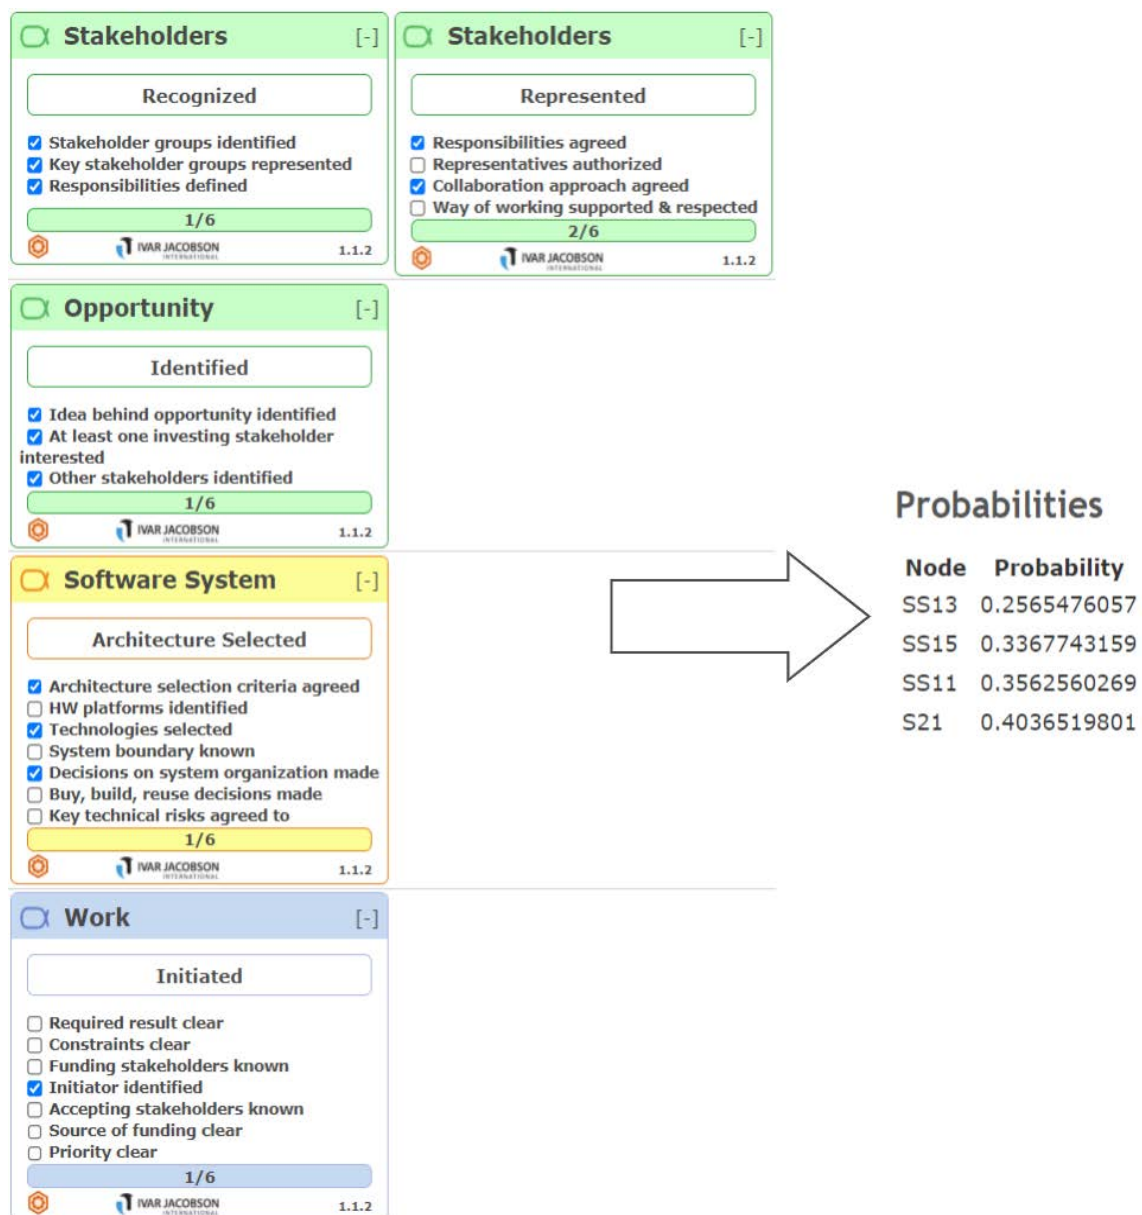 Stakeholders [-]
Recognized
Stakeholder groups identified
Key stakeholder groups represented
Responsibilities defined
1/6
IVAR JACOBSON
INTERNATIONAL
1.1.2
Stakeholders [-]
Represented
Responsibilities agreed
Representatives authorized
Collaboration approach agreed
Way of working supported & respected
2/6
IVAR JACOBSON
INTERNATIONAL
1.1.2
Opportunity [-]
Identified
Idea behind opportunity identified
At least one investing stakeholder
interested
Other stakeholders identified
1/6
IVAR JACOBSON
INTERNATIONAL
1.1.2
Software System [-]
Architecture Selected
Architecture selection criteria agreed
HW platforms identified
Technologies selected
System boundary known
Decisions on system organization made
Buy, build, reuse decisions made
Key technical risks agreed to
1/6
IVAR JACOBSON
INTERNATIONAL
1.1.2
Work [-]
Initiated
Required result clear
Constraints clear
Funding stakeholders known
Initiator identified
Accepting stakeholders known
Source of funding clear
Priority clear
1/6
IVAR JACOBSON
INTERNATIONAL
1.1.2
Probabilities
Node Probability
SS13 0.2565476057
SS15 0.3367743159
SS11 0.3562560269
S21 0.4036519801